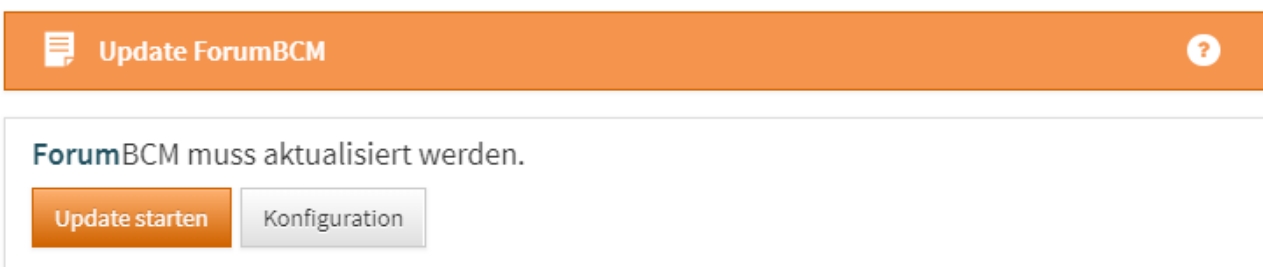 Update ForumBCM
?
ForumBCM muss aktualisiert werden.
Update starten
Konfiguration